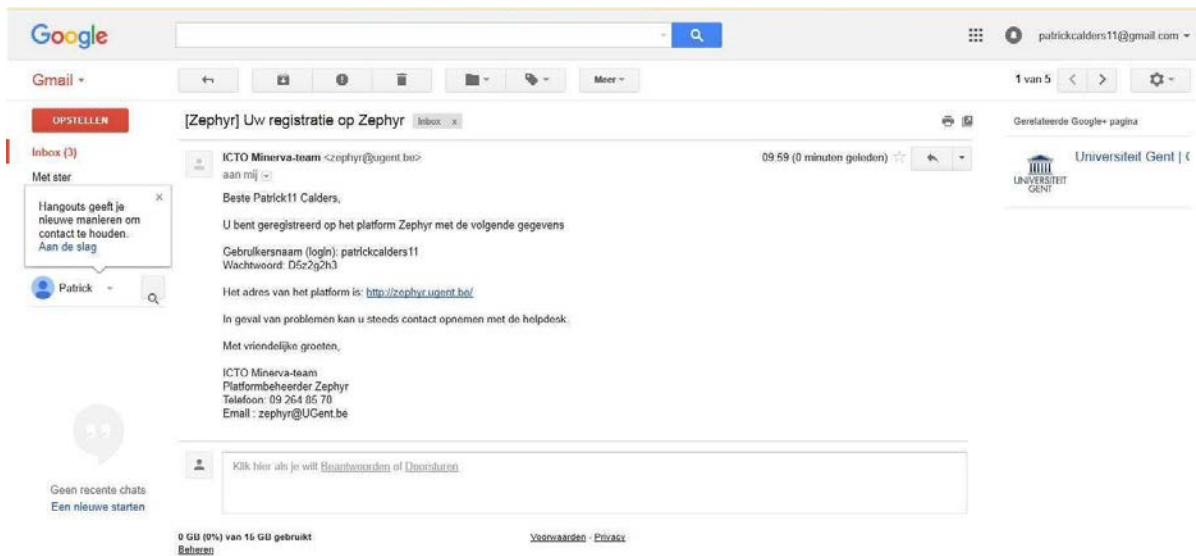 Google
patrickcalders11@gmail.com
Gmail
Meer
1 van 5
OPSTELLEN
[Zephyr] Uw registratie op Zephyr Inbox x
Gerelateerde Google+ pagina
Inbox (3)
ICTO Minerva-team <zephyr@ugent.be>
09:59 (0 minuten geleden)
Universiteit Gent |
UNIVERSITEIT
GENT
Met ster
aan mij
Hangouts geeft je
nieuwe manieren om
contact te houden.
Aan de slag
Beste Patrick11 Calders,
U bent geregistreerd op het platform Zephyr met de volgende gegevens
Gebruikersnaam (login): patrickcalders11
Wachtwoord: D5z2g2h3
Patrick
Het adres van het platform is: http://zephyr.ugent.be/
In geval van problemen kan u steeds contact opnemen met de helpdesk.
Met vriendelijke groeten,
ICTO Minerva-team
Platformbeheerder Zephyr
Telefoon: 09 264 85 70
Email : zephyr@UGent.be
Klik hier als je wilt Beantwoorden of Doorsturen
Geen recente chats
Een nieuwe starten
0 GB (0%) van 15 GB gebruikt
Beheren
Voorwaarden - Privacy